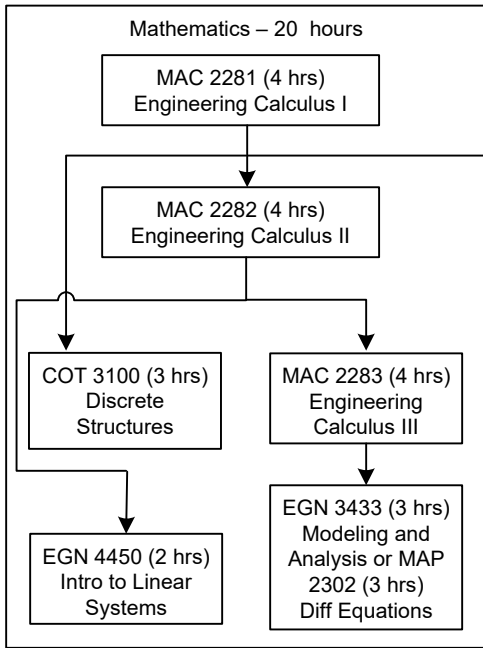 Mathematics – 20 hours
MAC 2281 (4 hrs)
Engineering Calculus I
MAC 2282 (4 hrs)
Engineering Calculus II
COT 3100 (3 hrs)
Discrete
Structures
MAC 2283 (4 hrs)
Engineering
Calculus III
EGN 4450 (2 hrs)
Intro to Linear
Systems
EGN 3433 (3 hrs)
Modeling and
Analysis or MAP
2302 (3 hrs)
Diff Equations